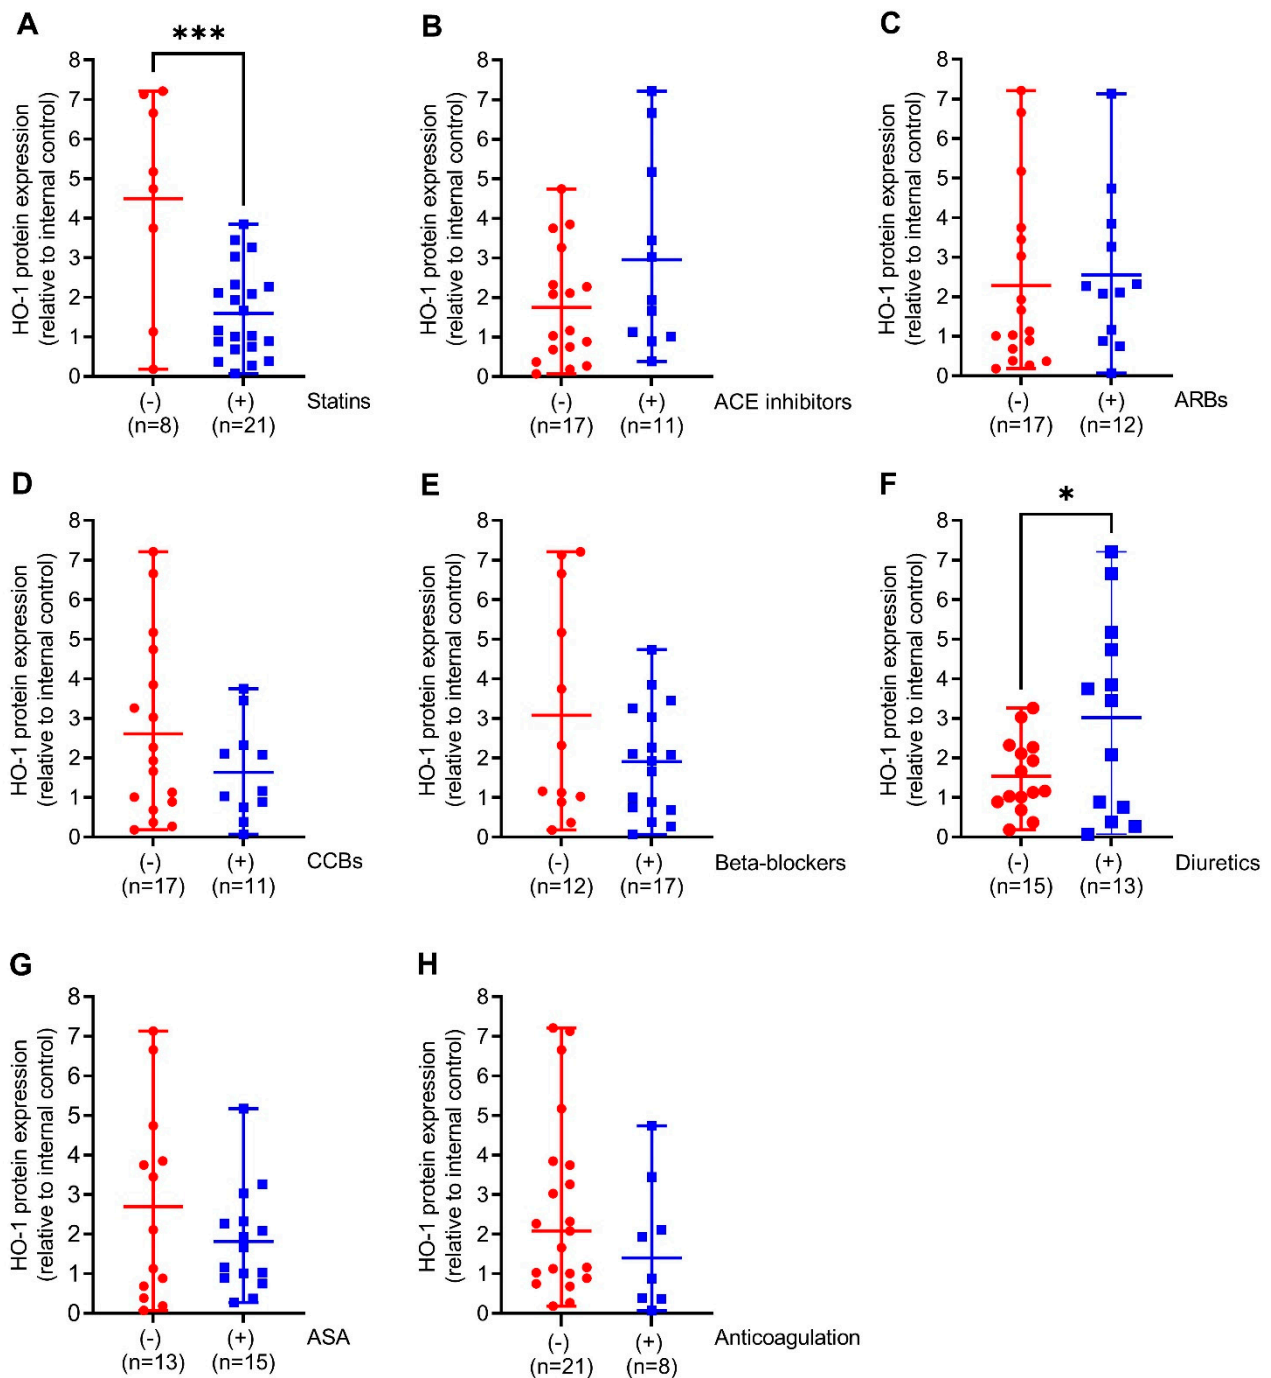 A
***
HO-1 protein expression
(relative to internal control)
8
7
6
5
4
3
2
1
0
(-)
(+)
Statins
(n=8)
(n=21)
B
HO-1 protein expression
(relative to internal control)
8
7
6
5
4
3
2
1
0
(-)
(+)
ACE inhibitors
(n=17)
(n=11)
C
HO-1 protein expression
(relative to internal control)
8
7
6
5
4
3
2
1
0
(-)
(+)
ARBs
(n=17)
(n=12)
D
HO-1 protein expression
(relative to internal control)
8
7
6
5
4
3
2
1
0
(-)
(+)
CCBs
(n=17)
(n=11)
E
HO-1 protein expression
(relative to internal control)
8
7
6
5
4
3
2
1
0
(-)
(+)
Beta-blockers
(n=12)
(n=17)
F
*
HO-1 protein expression
(relative to internal control)
8
7
6
5
4
3
2
1
0
(-)
(+)
Diuretics
(n=15)
(n=13)
G
HO-1 protein expression
(relative to internal control)
8
7
6
5
4
3
2
1
0
(-)
(+)
ASA
(n=13)
(n=15)
H
HO-1 protein expression
(relative to internal control)
8
7
6
5
4
3
2
1
0
(-)
(+)
Anticoagulation
(n=21)
(n=8)